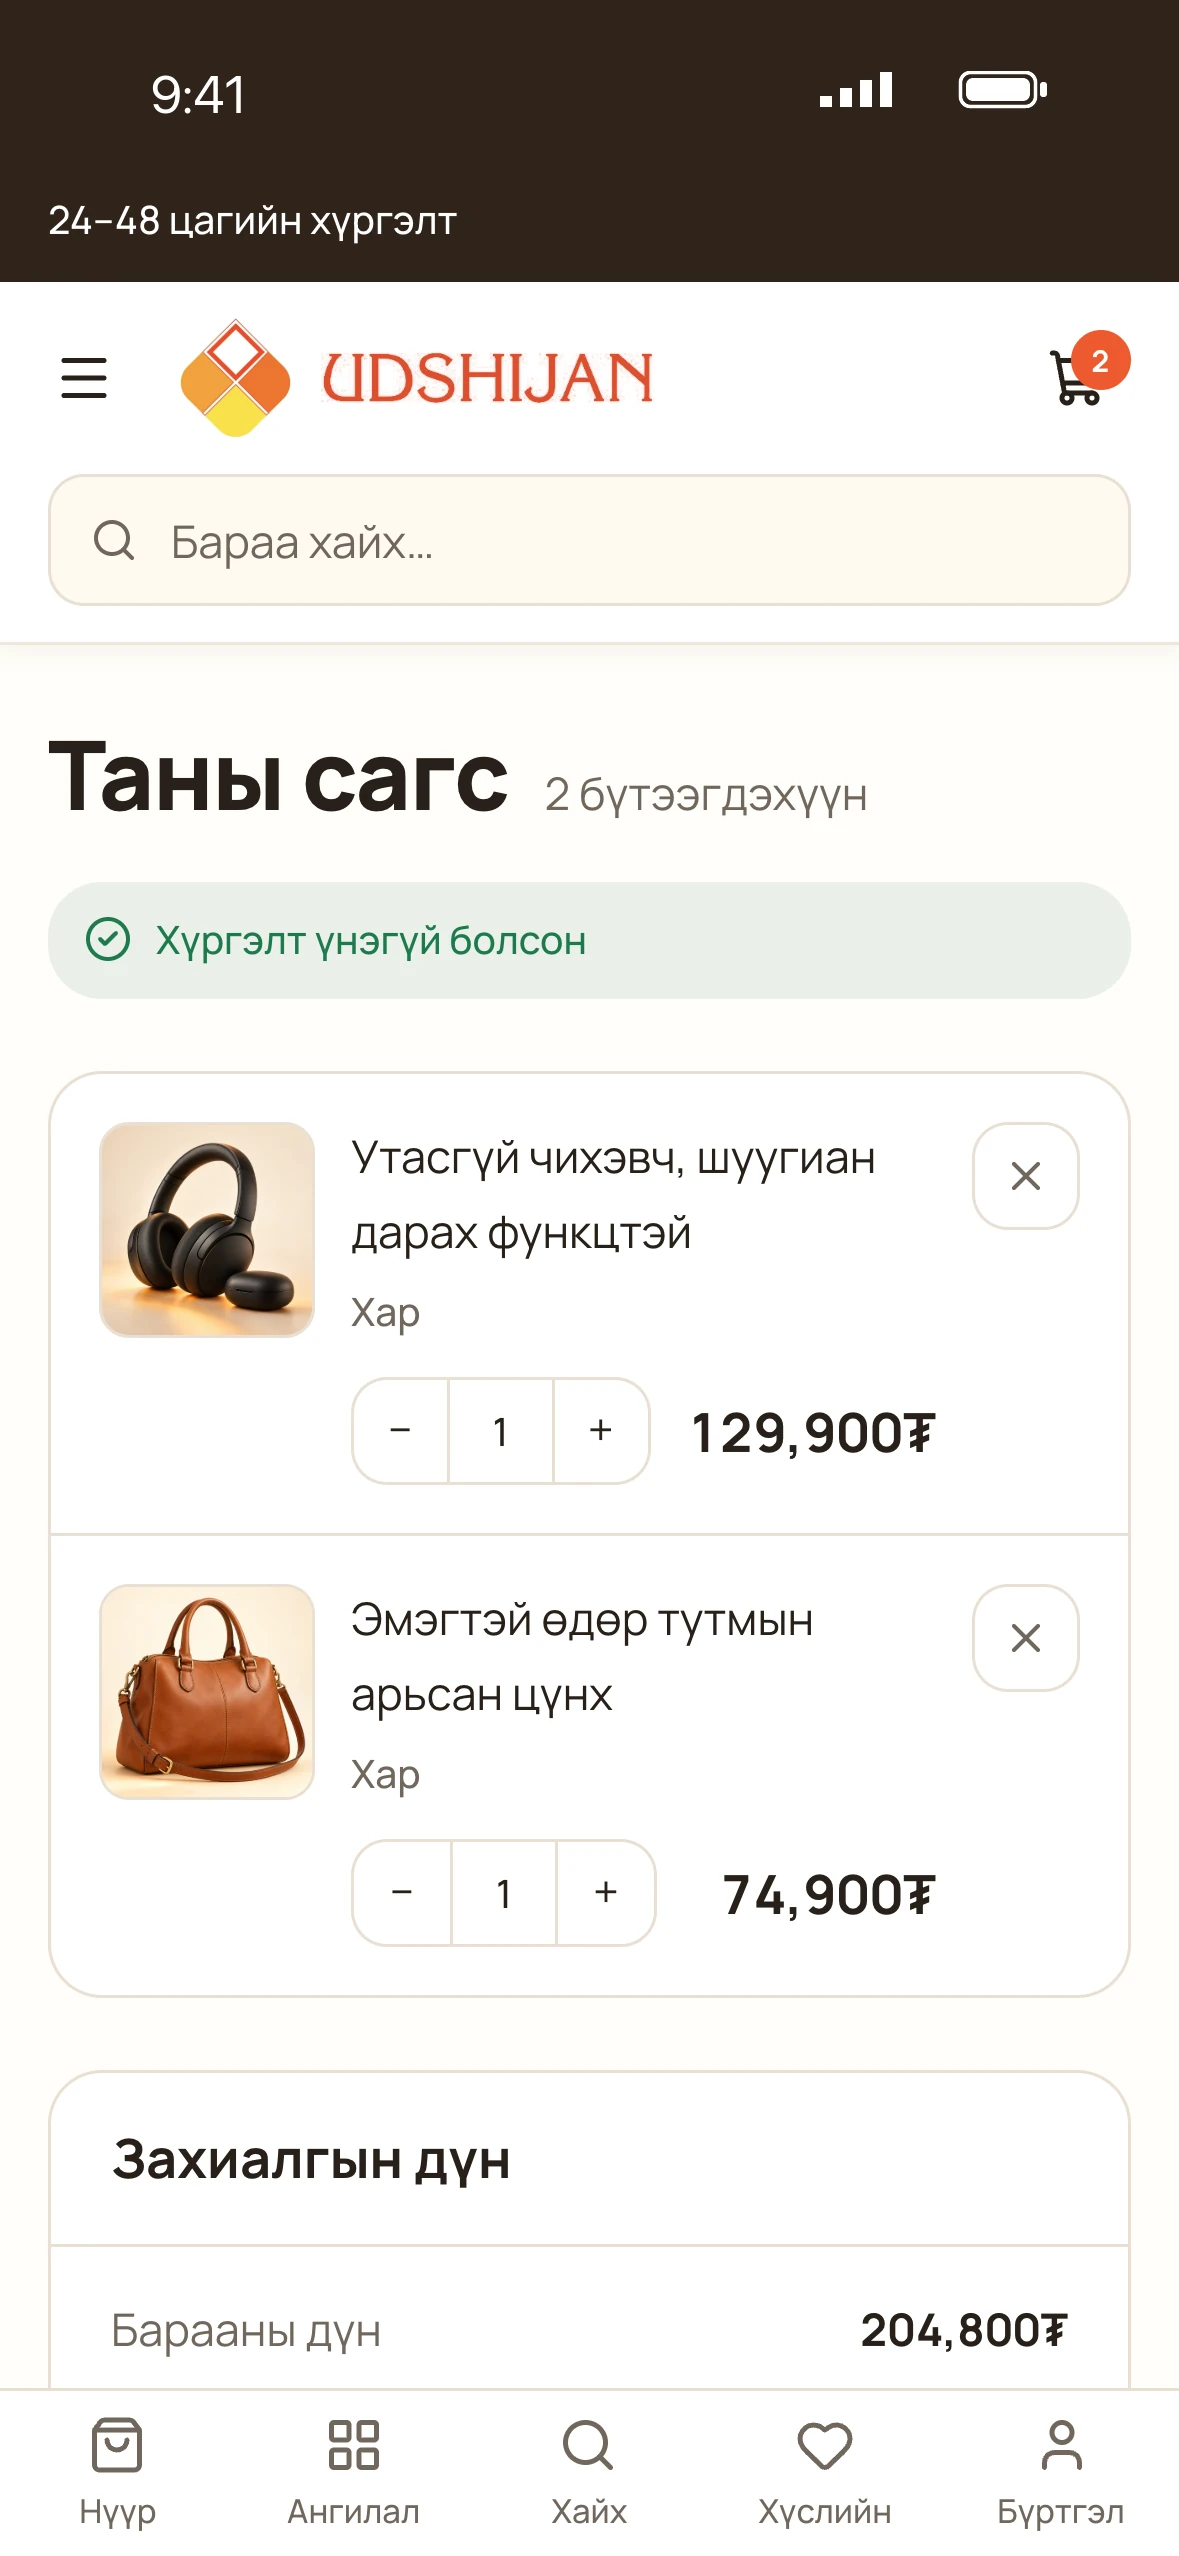 9:41
24–48 цагийн хүргэлт
UDSHIJAN
2
Бараа хайх...
Таны сагс 2 бүтээгдэхүүн
Хүргэлт үнэгүй болсон
Утасгүй чихэвч, шуугиан
дарах функцтэй
Хар
− 1 + 129,900₮
Эмэгтэй өдөр тутмын
арьсан цүнх
Хар
− 1 + 74,900₮
Захиалгын дүн
Барааны дүн 204,800₮
Нүүр Ангилал Хайх Хүслийн Бүртгэл